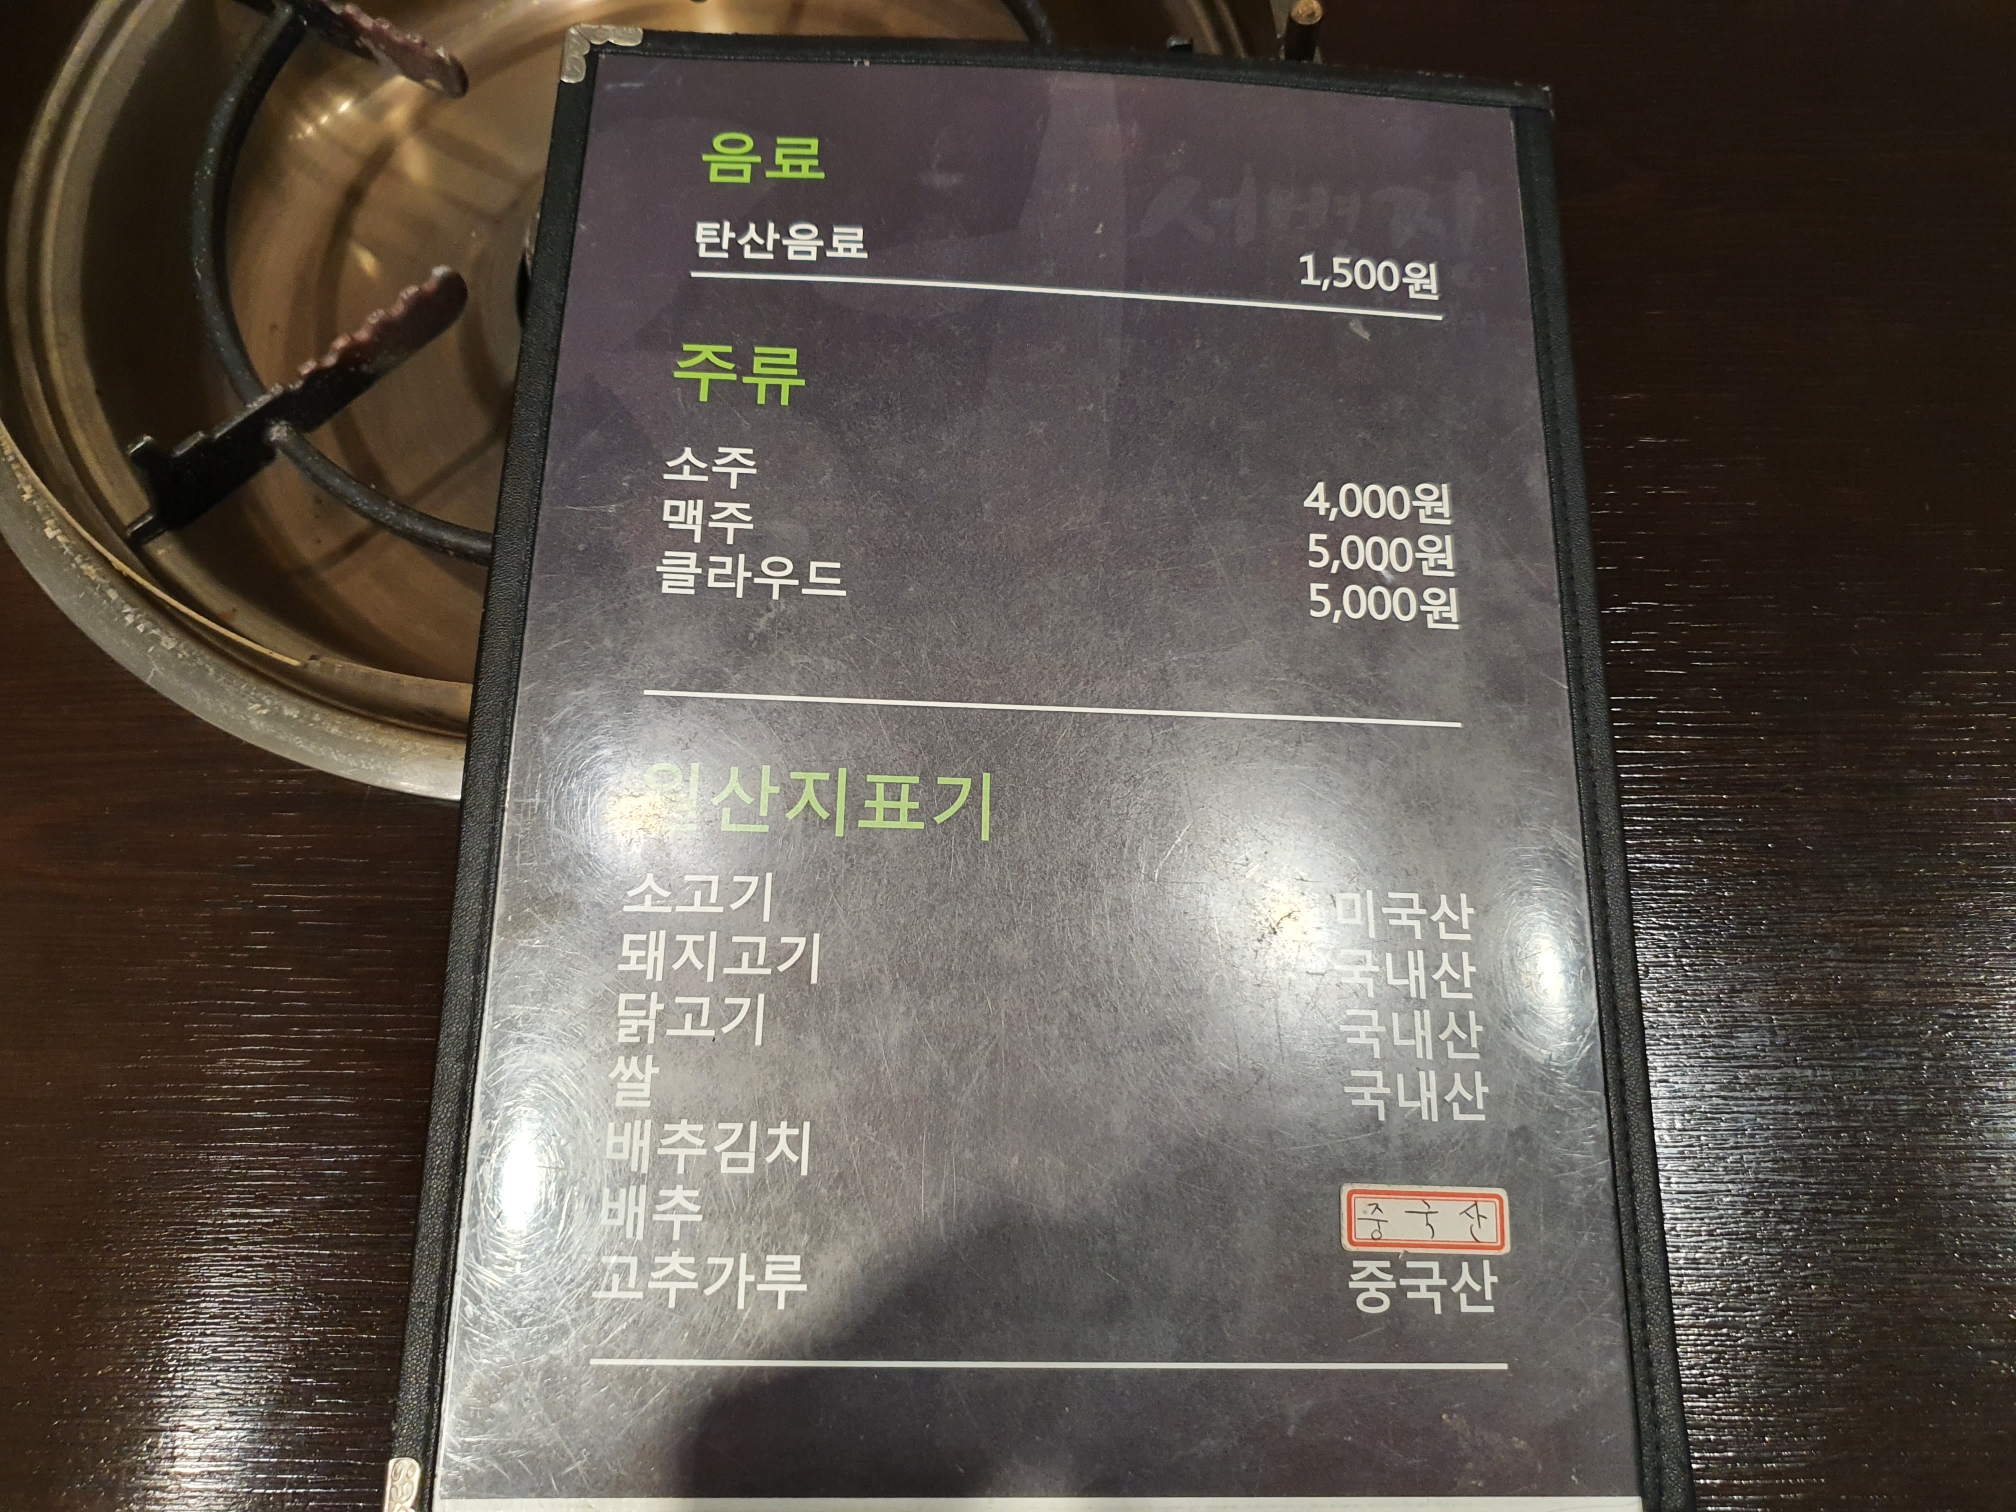 음료
탄산음료 1,500원
주류
소주 4,000원
맥주 5,000원
클라우드 5,000원
원산지표기
소고기 미국산
돼지고기 국내산
닭고기 국내산
쌀 국내산
배추김치
배추 중국산
고추가루 중국산